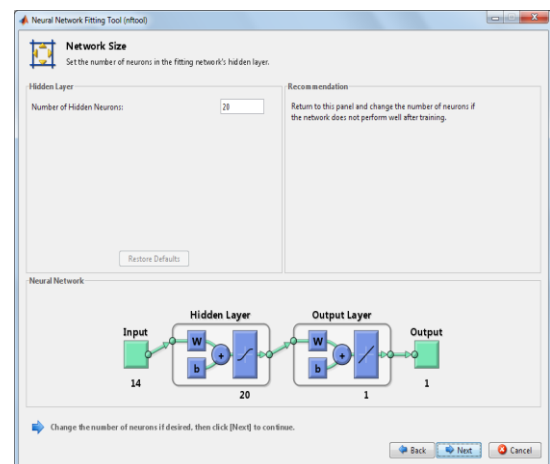 Neural Network Fitting Tool (nftool)
Network Size
Set the number of neurons in the fitting network's hidden layer.
Hidden Layer
Number of Hidden Neurons:
20
Restore Defaults
Recommendation
Return to this panel and change the number of neurons if
the network does not perform well after training.
Neural Network
Hidden Layer
Output Layer
Input
Output
W
b
+
W
b
+
14
20
1
1
Change the number of neurons if desired, then click [Next] to continue.
Back
Next
Cancel